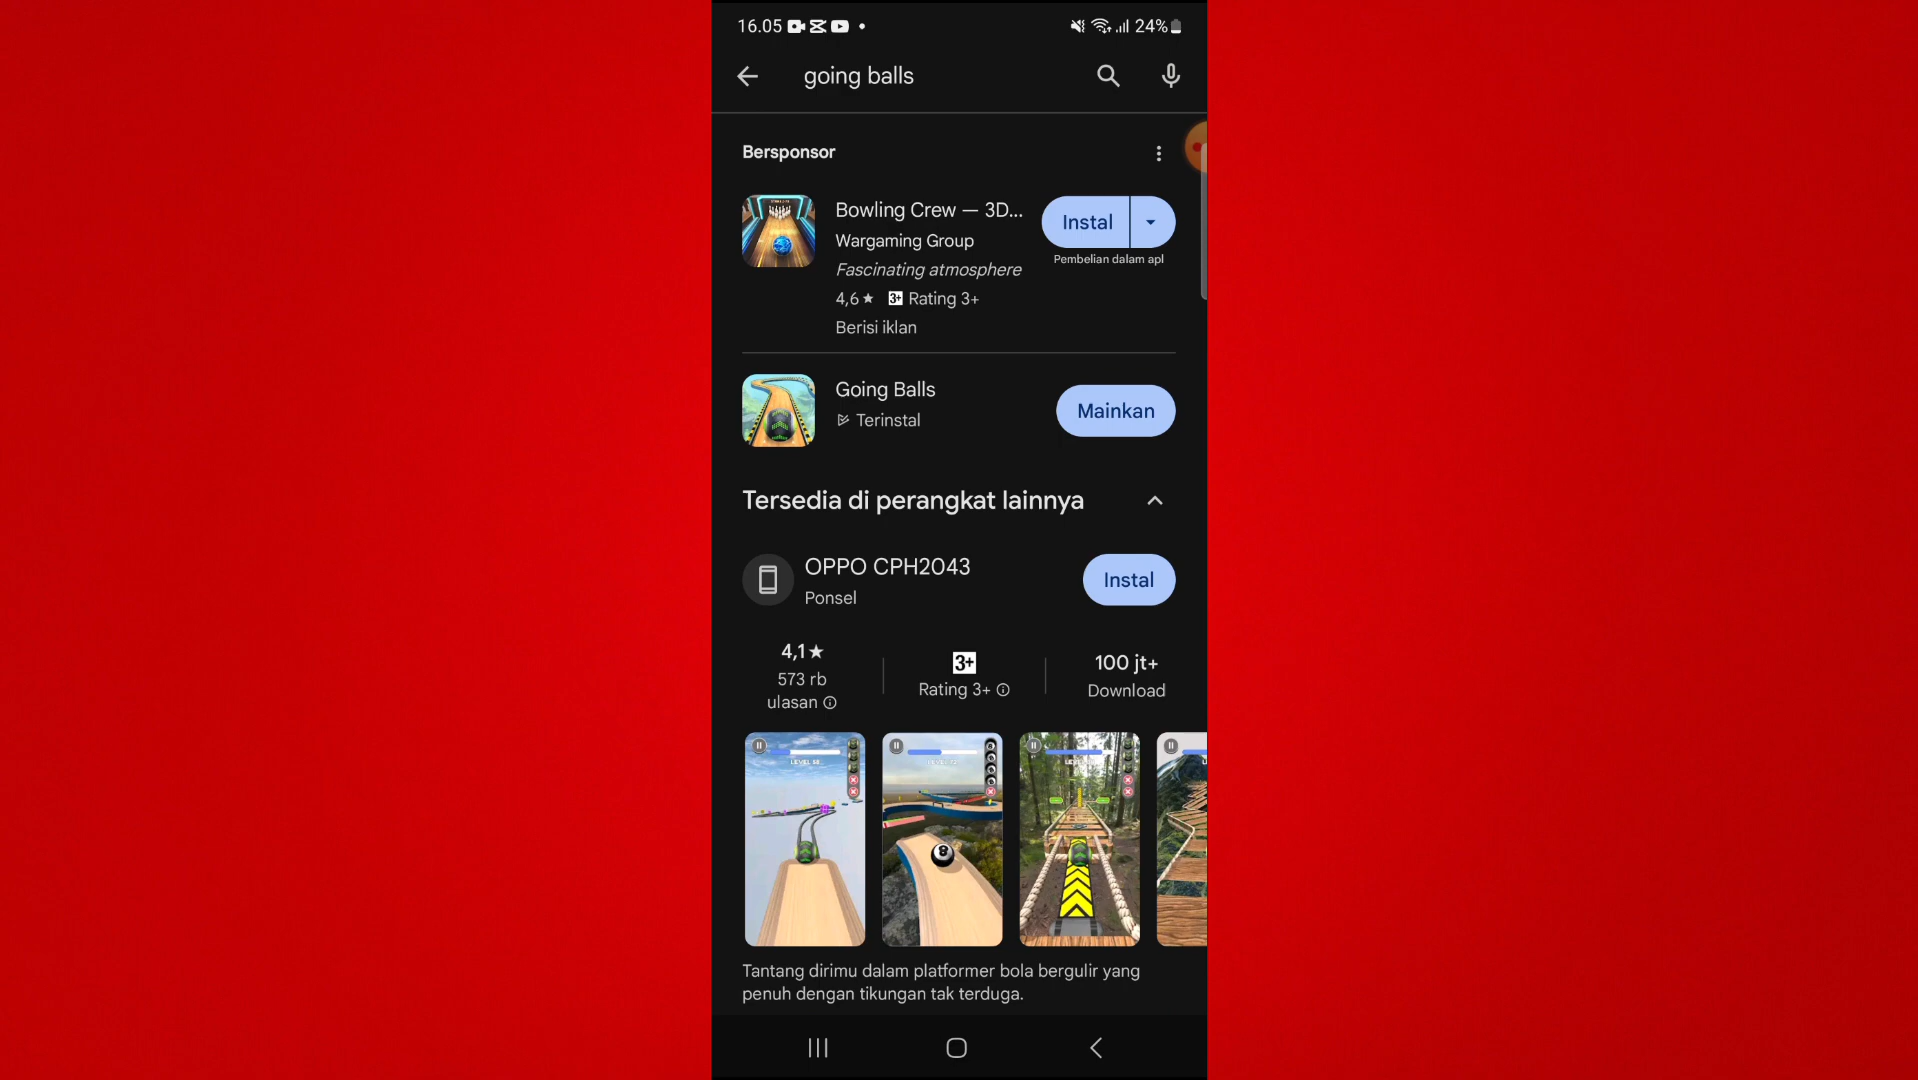 16.05
24%
going balls
Bersponsor
Bowling Crew — 3D...
Wargaming Group
Fascinating atmosphere
4,6★ 3+ Rating 3+
Berisi iklan
Instal
Pembelian dalam apl
Going Balls
Terinstal
Mainkan
Tersedia di perangkat lainnya
OPPO CPH2043
Ponsel
Instal
4,1★
573 rb
ulasan
3+
Rating 3+
100 jt+
Download
Tantang dirimu dalam platformer bola bergulir yang
penuh dengan tikungan tak terduga.